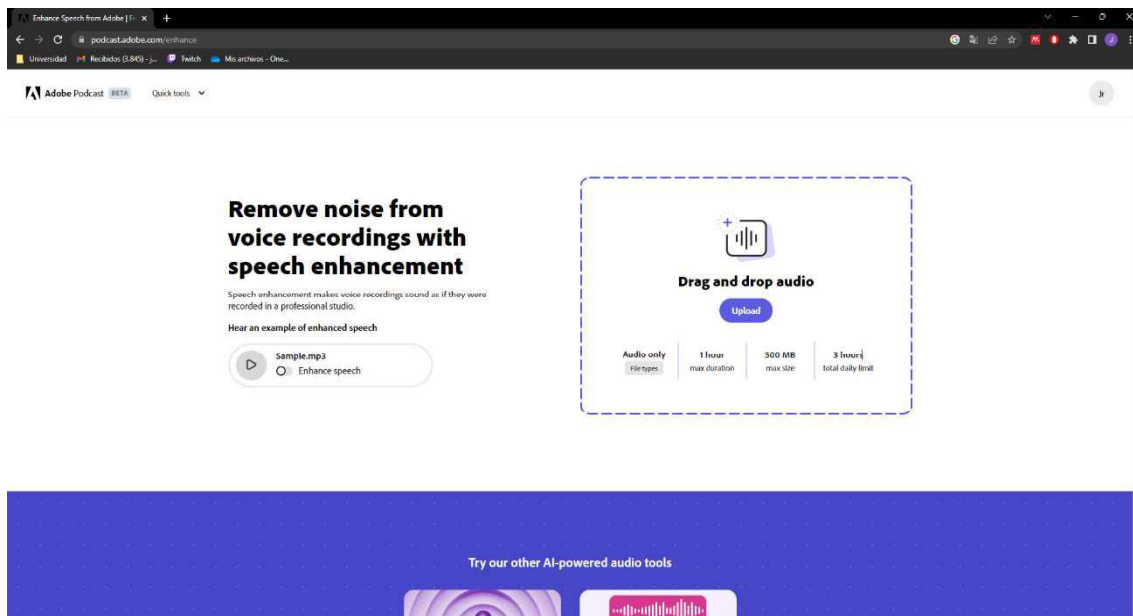 Enhance Speech from Adobe | Fr
podcast.adobe.com/enhance
Universidad Recibidos (3.845) - j... Twitch Mis archivos - One...
Adobe Podcast BETA Quick tools
Jr
Remove noise from
voice recordings with
speech enhancement
Speech enhancement makes voice recordings sound as if they were
recorded in a professional studio.
Hear an example of enhanced speech
Sample.mp3
Enhance speech
Drag and drop audio
Upload
Audio only 1 hour 500 MB 3 hours
File types max duration max size total daily limit
Try our other AI-powered audio tools